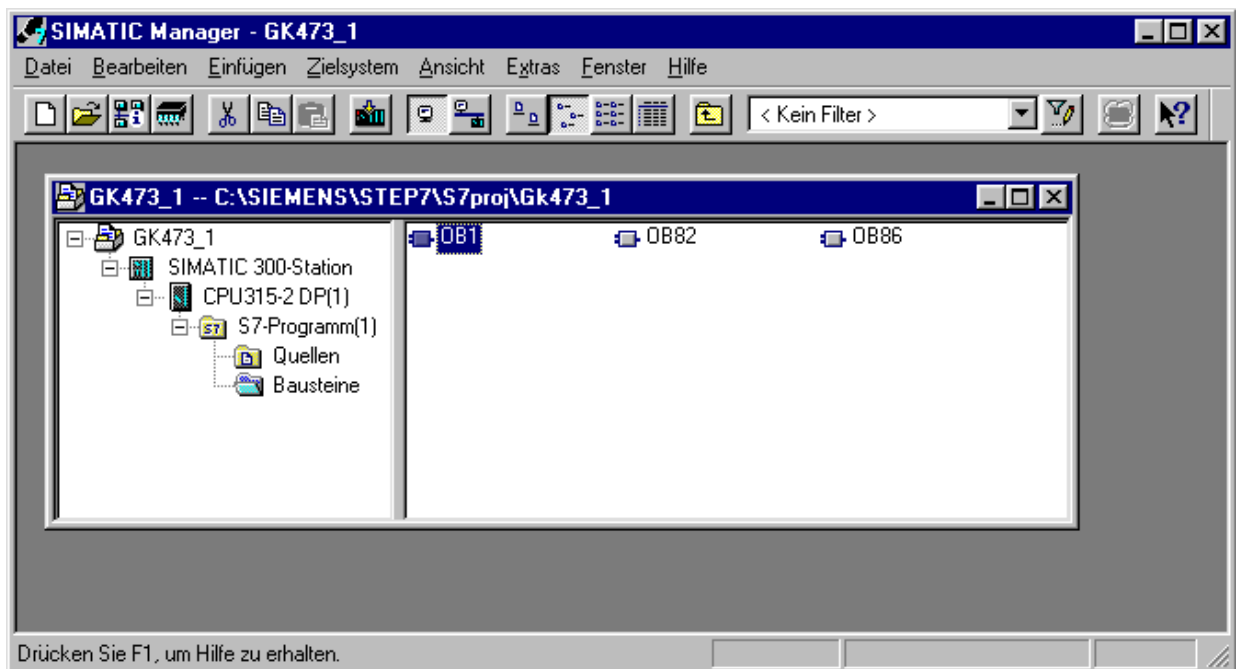 SIMATIC Manager - GK473_1
Datei Bearbeiten Einfügen Zielsystem Ansicht Extras Fenster Hilfe
< Kein Filter >
GK473_1 -- C:\SIEMENS\STEP7\S7proj\Gk473_1
GK473_1
SIMATIC 300-Station
CPU315-2 DP(1)
S7 S7-Programm(1)
Quellen
Bausteine
OB1 OB82 OB86
Drücken Sie F1, um Hilfe zu erhalten.